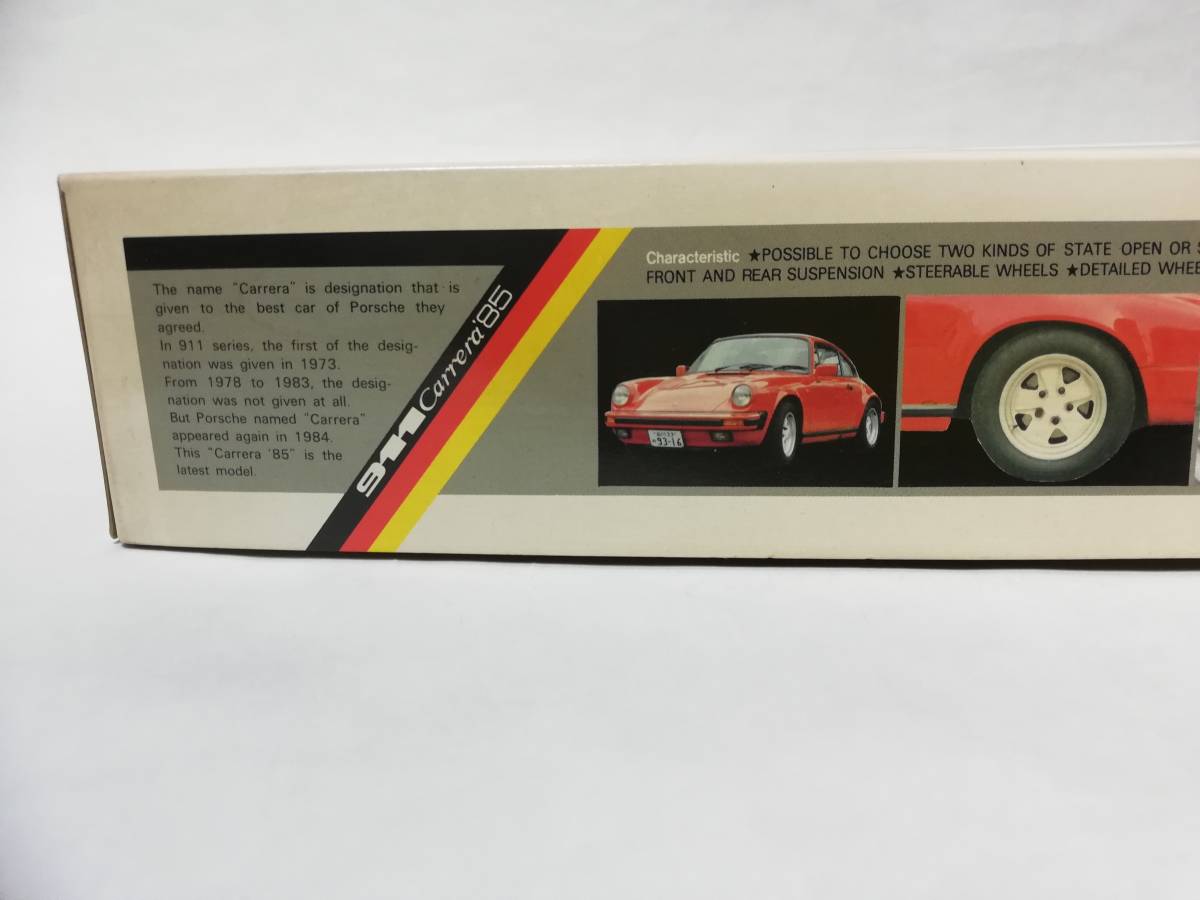 The name "Carrera" is designation that is
given to the best car of Porsche they
agreed.
In 911 series, the first of the desig-
nation was given in 1973.
From 1978 to 1983, the desig-
nation was not given at all.
But Porsche named "Carrera"
appeared again in 1984.
This "Carrera '85" is the
latest model.
911 Carrera '85
Characteristic ★POSSIBLE TO CHOOSE TWO KINDS OF STATE OPEN OR
FRONT AND REAR SUSPENSION ★STEERABLE WHEELS ★DETAILED
93-16